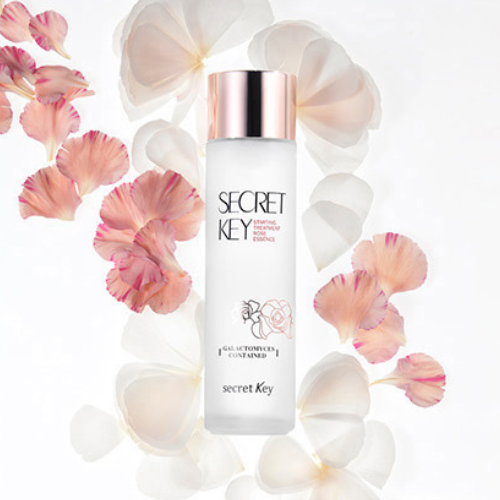 SECRET
KEY
STARTING
TREATMENT
ROSE
ESSENCE
GALACTOMYCES
CONTAINED
secret Key